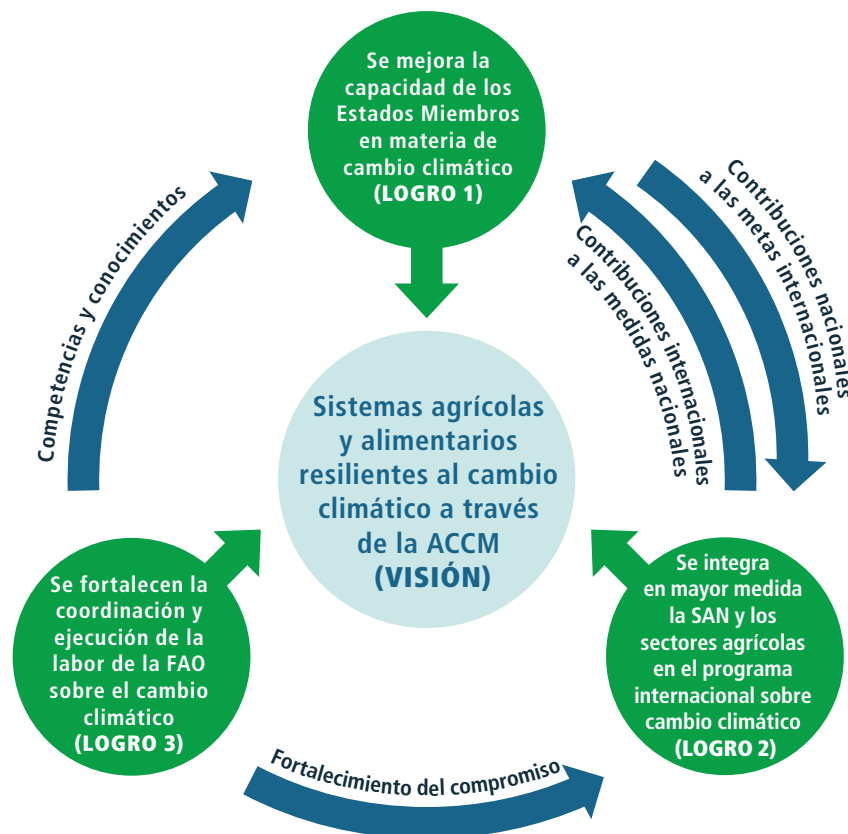 Se mejora la
capacidad de los
Estados Miembros
en materia de
cambio climático
(LOGRO 1)
Competencias y conocimientos
Contribuciones nacionales
a las metas internacionales
Contribuciones internacionales
a las medidas nacionales
Sistemas agrícolas
y alimentarios
resilientes al cambio
climático a través
de la ACCM
(VISIÓN)
Se fortalecen la
coordinación y
ejecución de la
labor de la FAO
sobre el cambio
climático
(LOGRO 3)
Se integra
en mayor medida
la SAN y los
sectores agrícolas
en el programa
internacional sobre
cambio climático
(LOGRO 2)
Fortalecimiento del compromiso